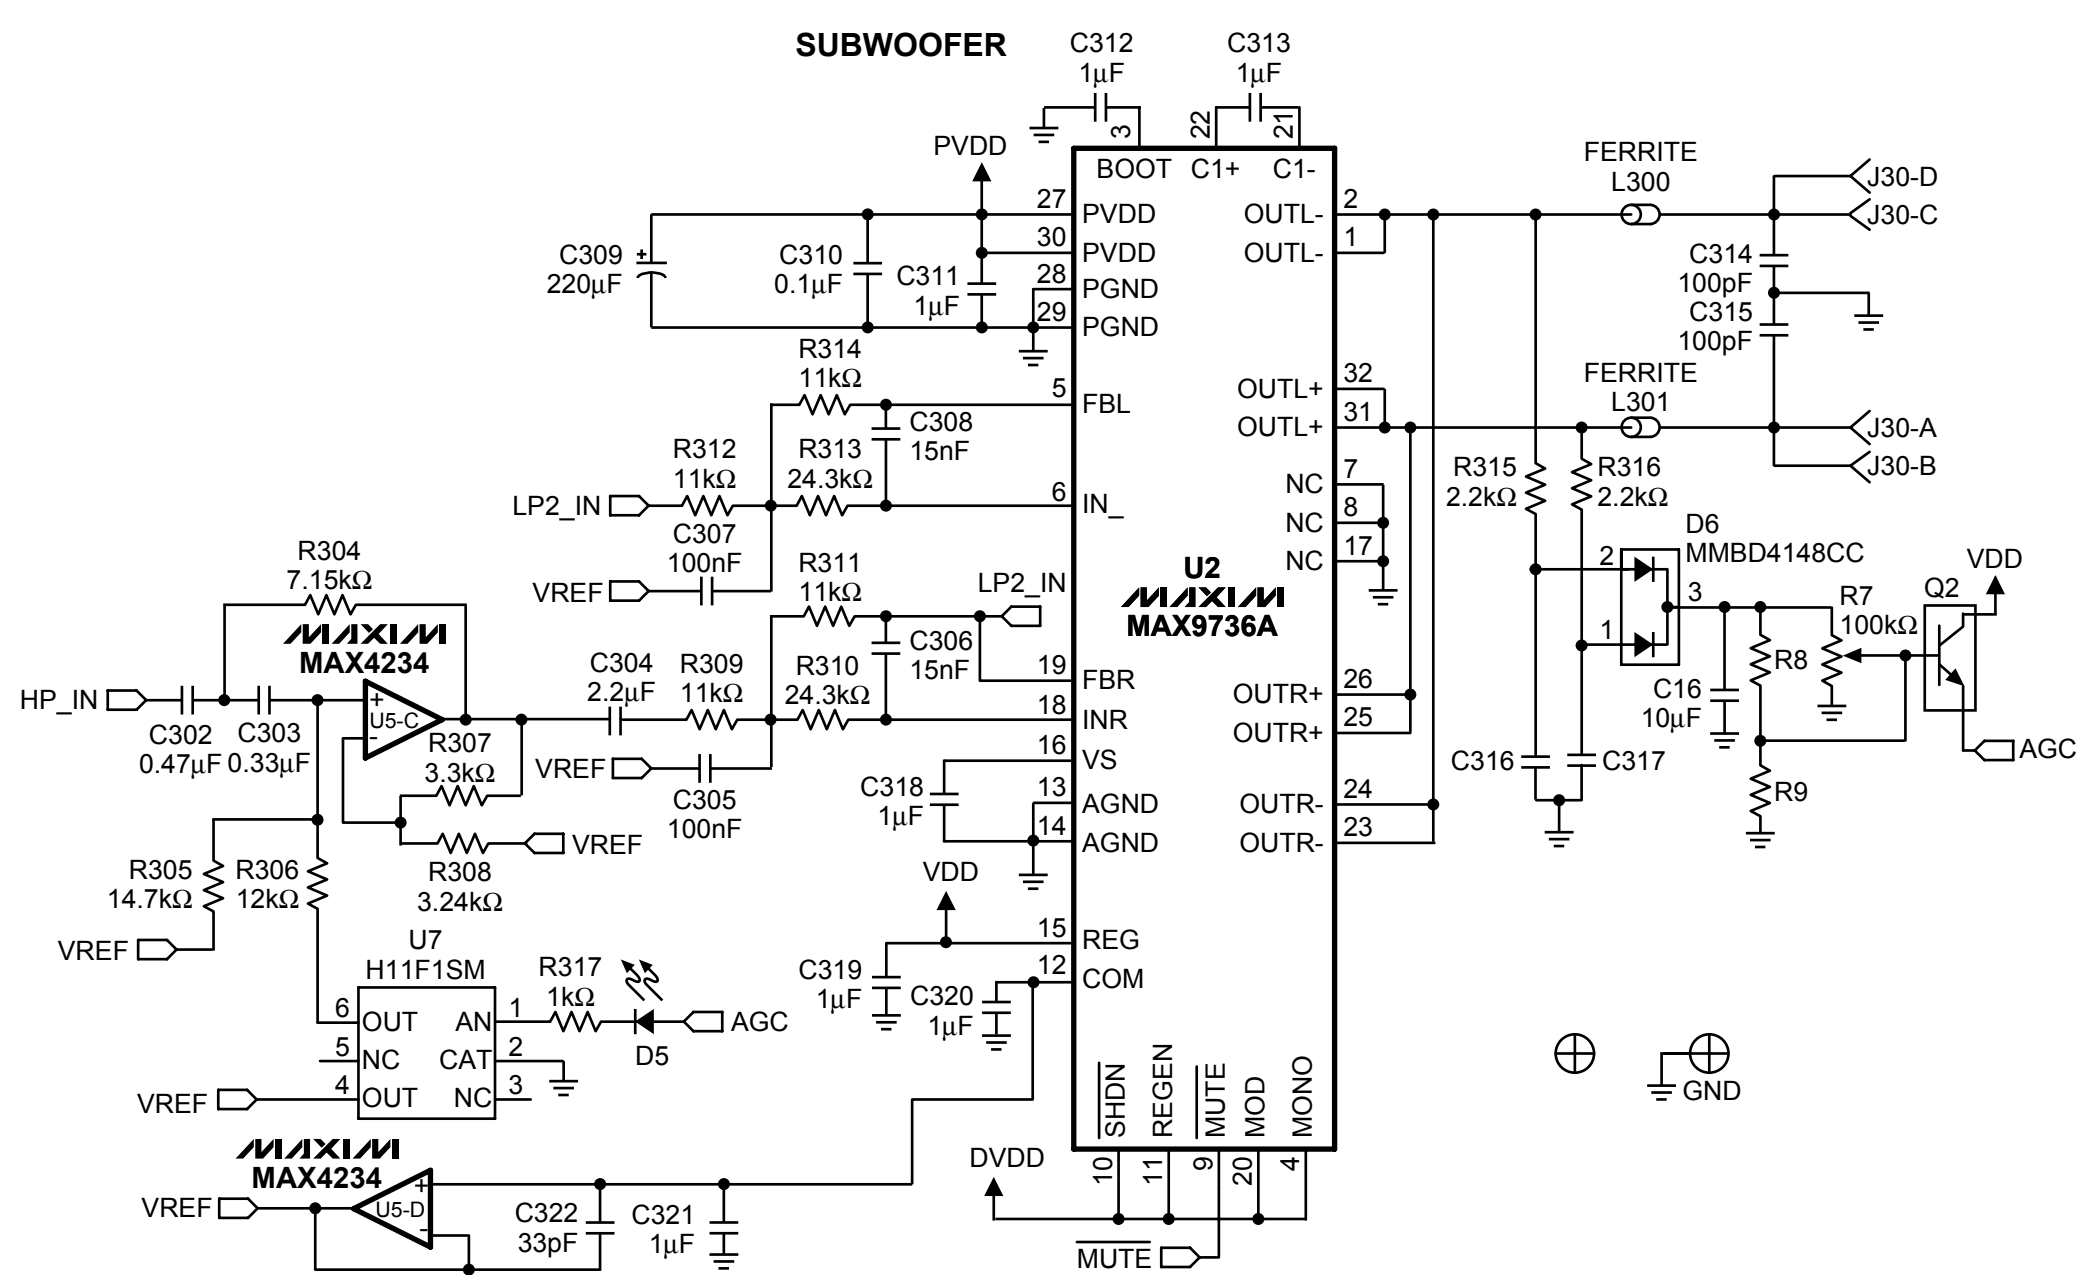 SUBWOOFER
C312
1µF
C313
1µF
3
22
21
PVDD
BOOT
C1+
C1-
27
PVDD
30
PVDD
28
PGND
29
PGND
C309
+
220µF
C310
0.1µF
C311
1µF
OUTL-
2
OUTL-
1
FERRITE
L300
J30-D
J30-C
C314
100pF
C315
100pF
R314
11kΩ
5
FBL
C308
15nF
R312
11kΩ
R313
24.3kΩ
LP2_IN
6
IN_
C307
100nF
VREF
OUTL+
32
OUTL+
31
FERRITE
L301
J30-A
J30-B
NC
7
NC
8
NC
17
R315
2.2kΩ
R316
2.2kΩ
D6
MMBD4148CC
2
1
3
VDD
Q2
R7
100kΩ
R8
C16
10µF
R9
AGC
C316
C317
U2
MAXIM
MAX9736A
R304
7.15kΩ
MAXIM
MAX4234
HP_IN
C302
0.47µF
C303
0.33µF
+
U5-C
-
R307
3.3kΩ
R308
3.24kΩ
VREF
C304
2.2µF
R309
11kΩ
R311
11kΩ
R310
24.3kΩ
LP2_IN
C306
15nF
19
FBR
18
INR
VREF
C305
100nF
16
VS
13
AGND
14
AGND
C318
1µF
OUTR+
26
OUTR+
25
OUTR-
24
OUTR-
23
R305
14.7kΩ
R306
12kΩ
VREF
VDD
15
REG
12
COM
C319
1µF
C320
1µF
U7
H11F1SM
6
OUT
AN
1
5
NC
CAT
2
4
OUT
NC
3
R317
1kΩ
D5
AGC
VREF
GND
SHDN
REGEN
MUTE
MOD
MONO
10
11
9
20
4
DVDD
MUTE
MAXIM
MAX4234
VREF
+
U5-D
-
C322
33pF
C321
1µF